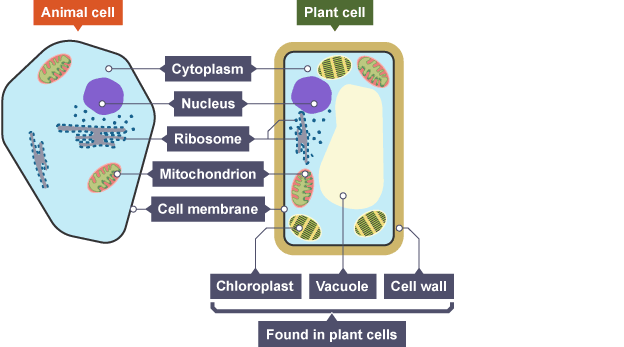 Animal cell
Plant cell
Cytoplasm
Nucleus
Ribosome
Mitochondrion
Cell membrane
Chloroplast
Vacuole
Cell wall
Found in plant cells